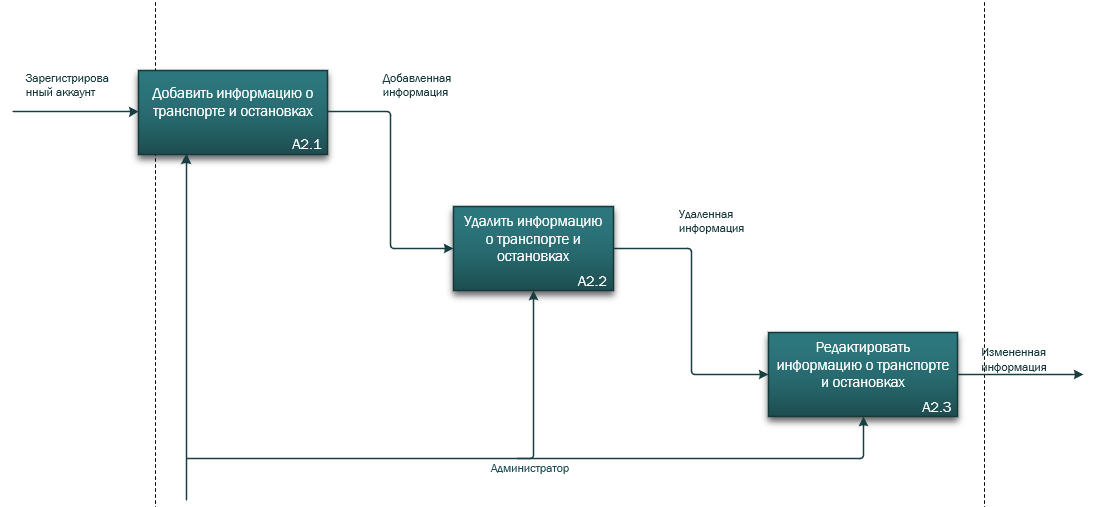 Зарегистрирова
нный аккаунт
Добавить информацию о
транспорте и остановках
A2.1
Добавленная
информация
Удалить информацию
о транспорте и
остановках
A2.2
Удаленная
информация
Редактировать
информацию о транспорте
и остановках
A2.3
Измененная
информация
Администратор